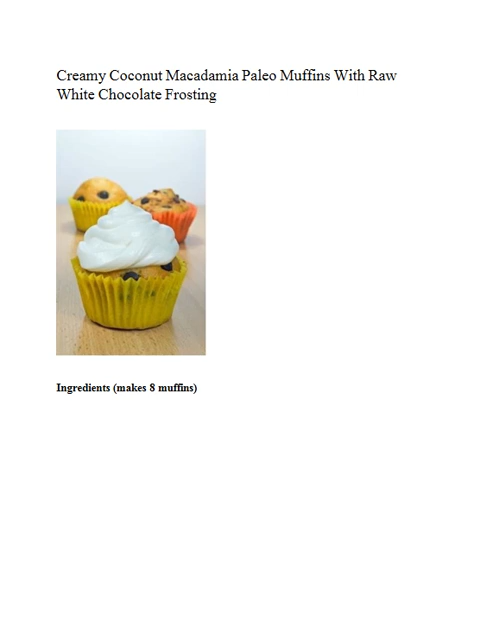 Creamy Coconut Macadamia Paleo Muffins With Raw
White Chocolate Frosting
Ingredients (makes 8 muffins)